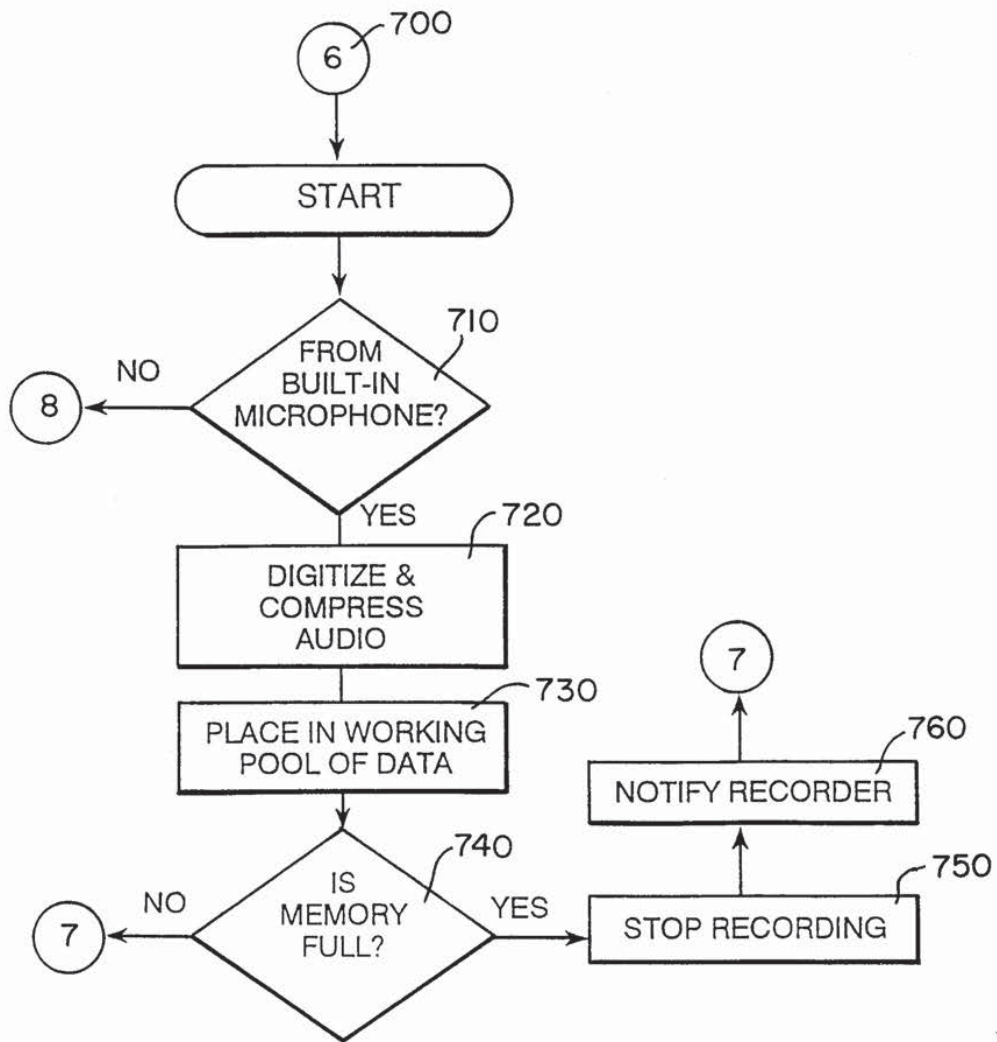 700
6
START
710
FROM
BUILT-IN
MICROPHONE?
NO
8
YES
720
DIGITIZE &
COMPRESS
AUDIO
730
PLACE IN WORKING
POOL OF DATA
740
IS
MEMORY
FULL?
NO
7
YES
750
STOP RECORDING
760
NOTIFY RECORDER
7